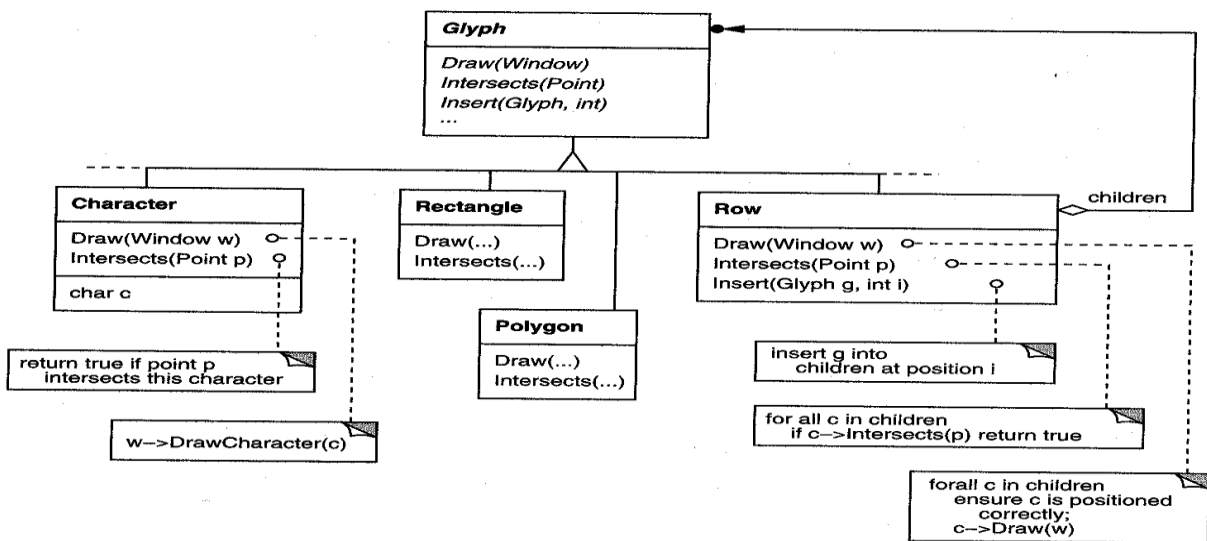 Glyph
Draw(Window)
Intersects(Point)
Insert(Glyph, int)
...
Character
Draw(Window w)
Intersects(Point p)
char c
return true if point p
intersects this character
w–>DrawCharacter(c)
Rectangle
Draw(...)
Intersects(...)
Polygon
Draw(...)
Intersects(...)
Row
Draw(Window w)
Intersects(Point p)
Insert(Glyph g, int i)
children
insert g into
children at position i
for all c in children
if c–>Intersects(p) return true
forall c in children
ensure c is positioned
correctly;
c–>Draw(w)